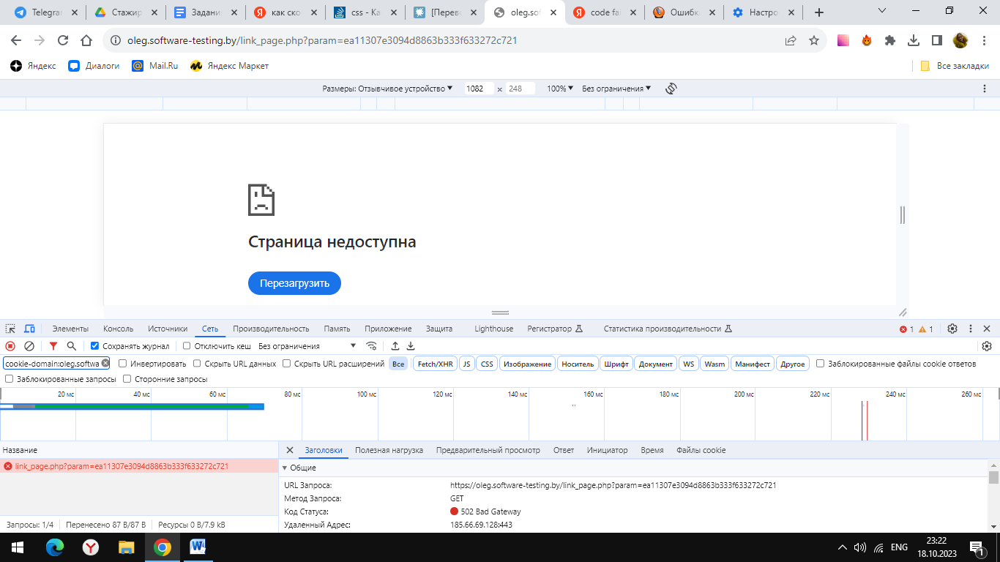 Telegra
Стажир
Задани
как ско
css - Ка
[Перев
oleg.sof
code fai
Ошибк
Настро
oleg.software-testing.by/link_page.php?param=ea11307e3094d8863b333f633272c721
Яндекс
Диалоги
Mail.Ru
Яндекс Маркет
Все закладки
Размеры: Отзывчивое устройство
1082 × 248
100%
Без ограничения
Страница недоступна
Перезагрузить
Элементы
Консоль
Источники
Сеть
Производительность
Память
Приложение
Защита
Lighthouse
Регистратор
Статистика производительности
1
1
Сохранять журнал
Отключить кеш
Без ограничения
cookie-domain:oleg.softwa
Инвертировать
Скрыть URL данных
Скрыть URL расширений
Все
Fetch/XHR
JS
CSS
Изображение
Носитель
Шрифт
Документ
WS
Wasm
Манифест
Другое
Заблокированные файлы cookie ответов
Заблокированные запросы
Сторонние запросы
20 мс
40 мс
60 мс
80 мс
100 мс
120 мс
140 мс
160 мс
180 мс
200 мс
220 мс
240 мс
260 мс
Название
Заголовки
Полезная нагрузка
Предварительный просмотр
Ответ
Инициатор
Время
Файлы cookie
link_page.php?param=ea11307e3094d8863b333f633272c721
Общие
URL Запроса: https://oleg.software-testing.by/link_page.php?param=ea11307e3094d8863b333f633272c721
Метод Запроса: GET
Код Статуса: 502 Bad Gateway
Удаленный Адрес: 185.66.69.128:443
Запросы: 1/4
Перенесено 87 B/87 B
Ресурсы 0 B/7.9 kB
ENG
23:22
18.10.2023
1